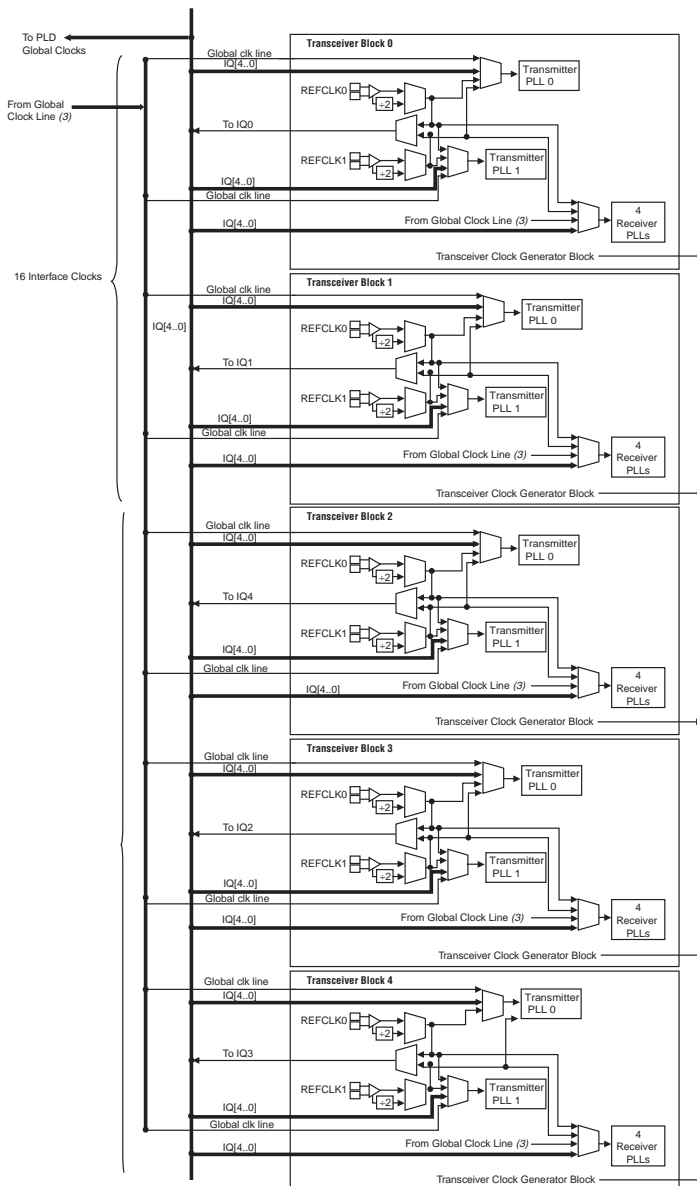 To PLD
Global Clocks
From Global
Clock Line (3)
16 Interface Clocks
IQ[4..0]
Transceiver Block 0
Global clk line
IQ[4..0]
REFCLK0
÷2
Transmitter
PLL 0
To IQ0
REFCLK1
÷2
Transmitter
PLL 1
IQ[4..0]
Global clk line
IQ[4..0]
From Global Clock Line (3)
4
Receiver
PLLs
Transceiver Clock Generator Block
Transceiver Block 1
Global clk line
IQ[4..0]
REFCLK0
÷2
Transmitter
PLL 0
To IQ1
REFCLK1
÷2
Transmitter
PLL 1
IQ[4..0]
Global clk line
IQ[4..0]
From Global Clock Line (3)
4
Receiver
PLLs
Transceiver Clock Generator Block
Transceiver Block 2
Global clk line
IQ[4..0]
REFCLK0
÷2
Transmitter
PLL 0
To IQ4
REFCLK1
÷2
Transmitter
PLL 1
IQ[4..0]
Global clk line
IQ[4..0]
From Global Clock Line (3)
4
Receiver
PLLs
Transceiver Clock Generator Block
Transceiver Block 3
Global clk line
IQ[4..0]
REFCLK0
÷2
Transmitter
PLL 0
To IQ2
REFCLK1
÷2
Transmitter
PLL 1
IQ[4..0]
Global clk line
IQ[4..0]
From Global Clock Line (3)
4
Receiver
PLLs
Transceiver Clock Generator Block
Transceiver Block 4
Global clk line
IQ[4..0]
REFCLK0
÷2
Transmitter
PLL 0
To IQ3
REFCLK1
÷2
Transmitter
PLL 1
IQ[4..0]
Global clk line
IQ[4..0]
From Global Clock Line (3)
4
Receiver
PLLs
Transceiver Clock Generator Block